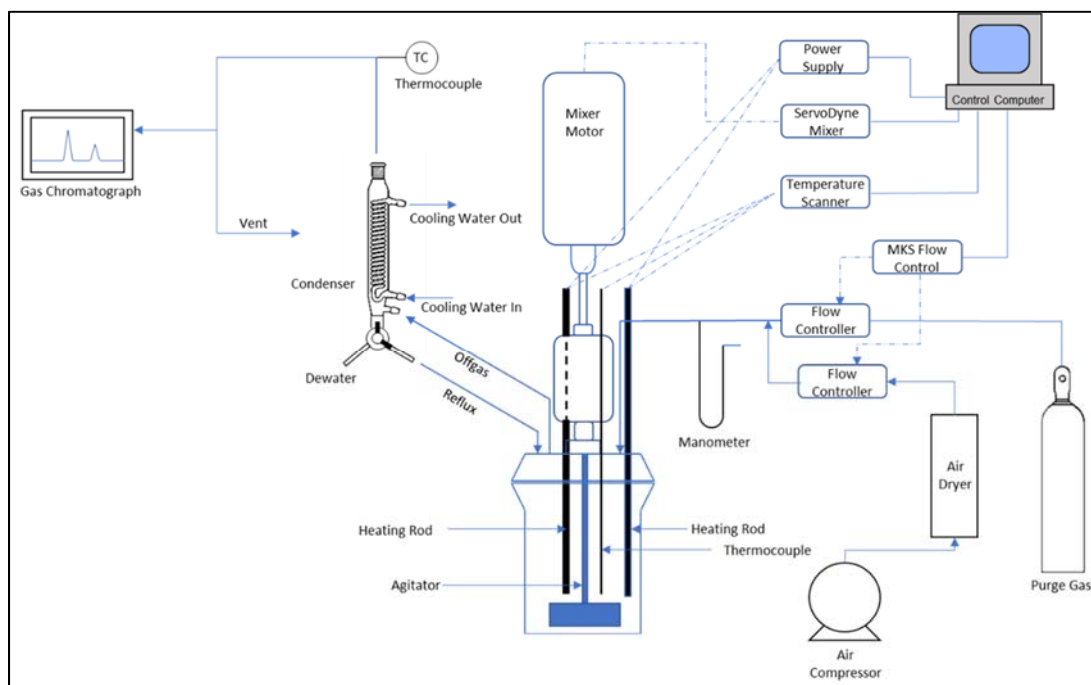 TC
Thermocouple
Gas Chromatograph
Vent
Condenser
Cooling Water Out
Cooling Water In
Dewater
Offgas
Reflux
Mixer
Motor
Power
Supply
ServoDyne
Mixer
Temperature
Scanner
Control Computer
MKS Flow
Control
Flow
Controller
Flow
Controller
Manometer
Air
Dryer
Purge Gas
Air
Compressor
Heating Rod
Heating Rod
Thermocouple
Agitator